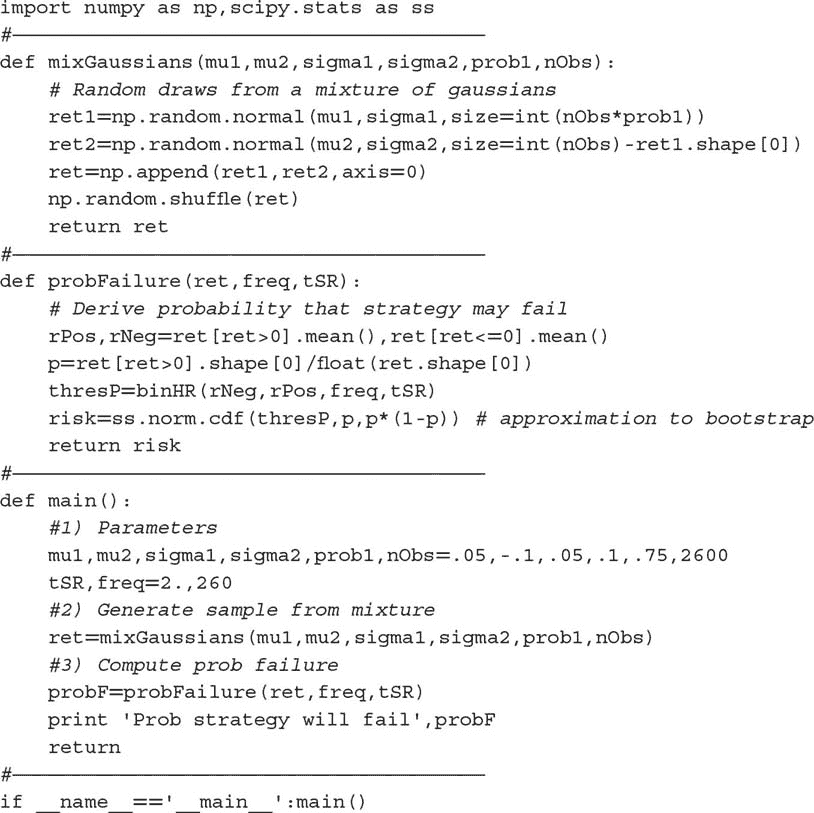 import numpy as np,scipy.stats as ss
#———————————————————————————————————————
def mixGaussians(mu1,mu2,sigma1,sigma2,prob1,nObs):
    # Random draws from a mixture of gaussians
    ret1=np.random.normal(mu1,sigma1,size=int(nObs*prob1))
    ret2=np.random.normal(mu2,sigma2,size=int(nObs)-ret1.shape[0])
    ret=np.append(ret1,ret2,axis=0)
    np.random.shuffle(ret)
    return ret
#———————————————————————————————————————
def probFailure(ret,freq,tSR):
    # Derive probability that strategy may fail
    rPos,rNeg=ret[ret>0].mean(),ret[ret<=0].mean()
    p=ret[ret>0].shape[0]/float(ret.shape[0])
    thresP=binHR(rNeg,rPos,freq,tSR)
    risk=ss.norm.cdf(thresP,p,p*(1-p)) # approximation to bootstrap
    return risk
#———————————————————————————————————————
def main():
    #1) Parameters
    mu1,mu2,sigma1,sigma2,prob1,nObs=.05,-.1,.05,.1,.75,2600
    tSR,freq=2.,260
    #2) Generate sample from mixture
    ret=mixGaussians(mu1,mu2,sigma1,sigma2,prob1,nObs)
    #3) Compute prob failure
    probF=probFailure(ret,freq,tSR)
    print 'Prob strategy will fail',probF
    return
#———————————————————————————————————————
if __name__=='__main__':main()